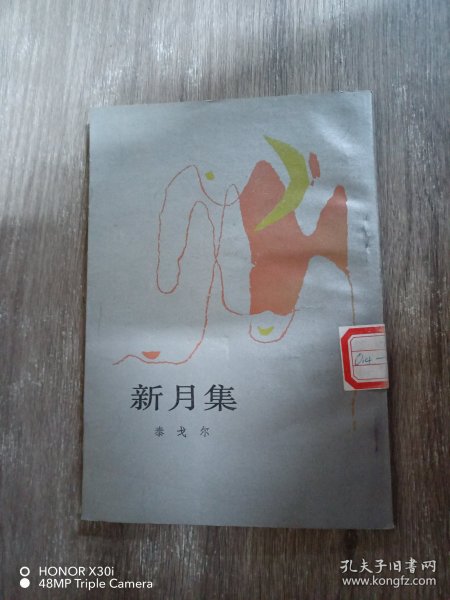 新月集
泰戈尔
014-
HONOR X30i
48MP Triple Camera
孔夫子旧书网
www.kongfz.com